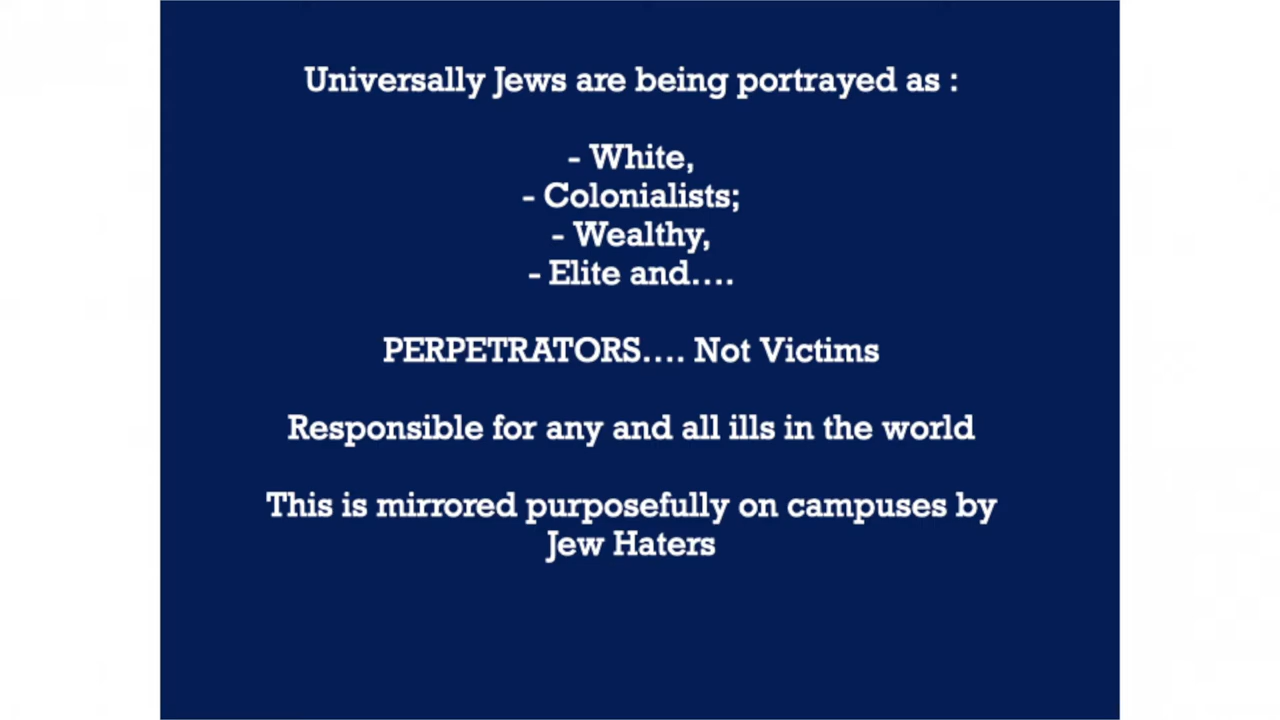 Universally Jews are being portrayed as :
- White,
- Colonialists;
- Wealthy,
- Elite and....
PERPETRATORS.... Not Victims
Responsible for any and all ills in the world
This is mirrored purposefully on campuses by
Jew Haters